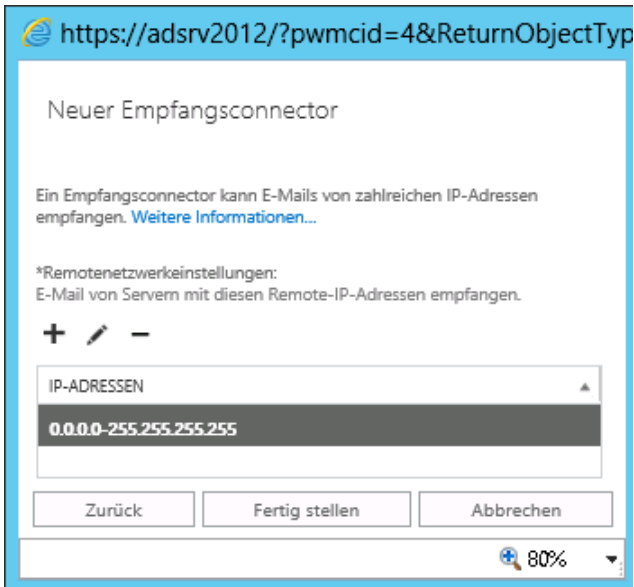 https://adsrv2012/?pwmcid=4&ReturnObjectTyp
Neuer Empfangsconnector
Ein Empfangsconnector kann E-Mails von zahlreichen IP-Adressen
empfangen. Weitere Informationen...
*Remotenetzwerkeinstellungen:
E-Mail von Servern mit diesen Remote-IP-Adressen empfangen.
IP-ADRESSEN
0.0.0.0-255.255.255.255
Zurück Fertig stellen Abbrechen
80%